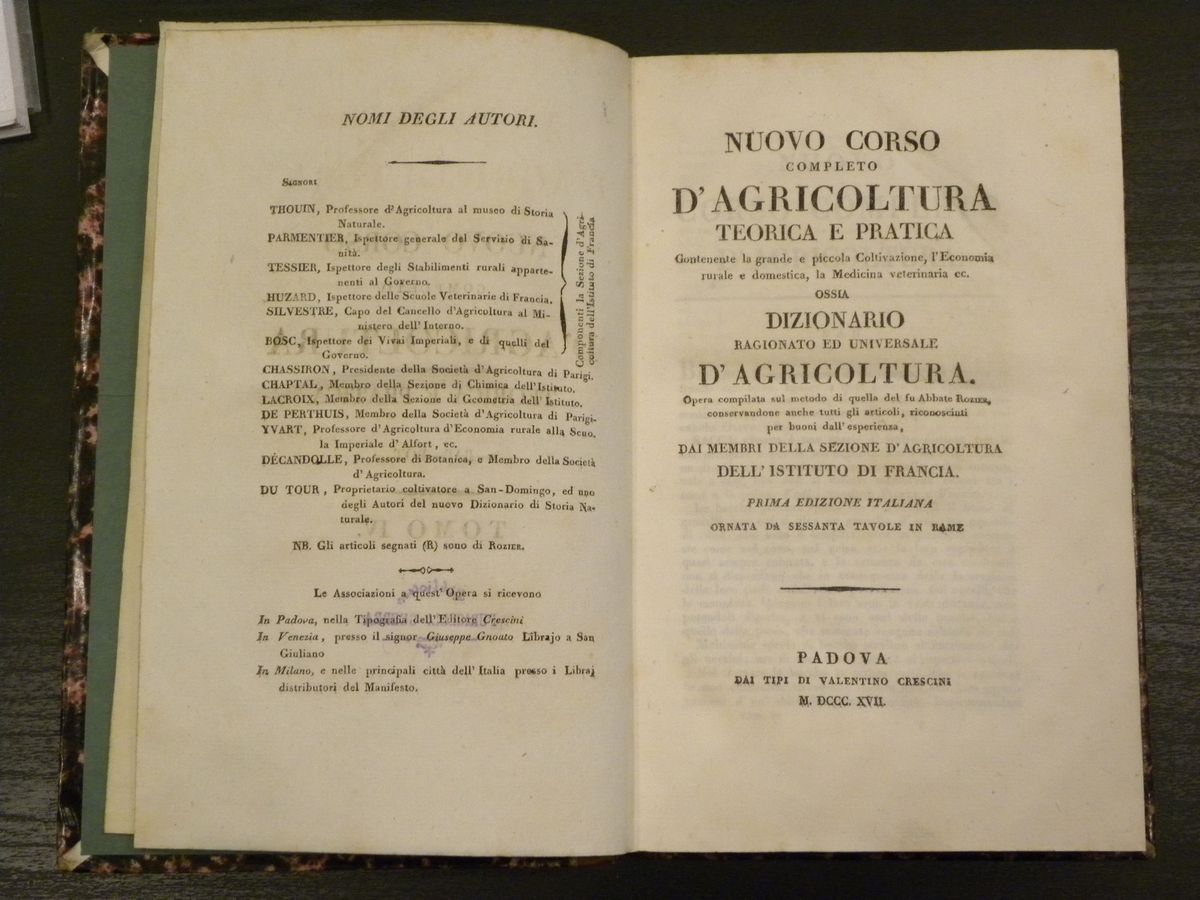 NOMI DEGLI AUTORI.
SIGNORI
THOUIN, Professore d'Agricoltura al museo di Storia
Naturale.
PARMENTIER, Ispettore generale del Servizio di Sa-
nità.
TESSIER, Ispettore degli Stabilimenti rurali apparte-
nenti al Governo.
HUZARD, Ispettore delle Scuole Veterinarie di Francia.
SILVESTRE, Capo del Cancello d'Agricoltura al Mi-
nistero dell'Interno.
BOSC, Ispettore dei Vivai Imperiali, e di quelli del
Governo.
Componenti la Sezione d'Agri-
coltura dell'Istituto di Francia
CHASSIRON, Presidente della Società d'Agricoltura di Parigi.
CHAPTAL, Membro della Sezione di Chimica dell'Istituto.
LACROIX, Membro della Sezione di Geometria dell'Istituto.
DE PERTHUIS, Membro della Società d'Agricoltura di Parigi.
YVART, Professore d'Agricoltura d'Economia rurale alla Scuo.
la Imperiale d'Alfort, ec.
DÉCANDOLLE, Professore di Botanica, e Membro della Società
d'Agricoltura.
DU TOUR, Proprietario coltivatore a San-Domingo, ed uno
degli Autori del nuovo Dizionario di Storia Na-
turale.
NB. Gli articoli segnati (R) sono di ROZIER.
Le Associazioni a quest'Opera si ricevono
In Padova, nella Tipografia dell'Editore Crescini
In Venezia, presso il signor Giuseppe Gnoato Librajo a San
Giuliano
In Milano, e nelle principali città dell'Italia presso i Libraj
distributori del Manifesto.
TOMO IV.
NUOVO CORSO
COMPLETO
D'AGRICOLTURA
TEORICA E PRATICA
Contenente la grande e piccola Coltivazione, l'Economia
rurale e domestica, la Medicina veterinaria ec.
OSSIA
DIZIONARIO
RAGIONATO ED UNIVERSALE
D'AGRICOLTURA.
Opera compilata sul metodo di quella del fu Abbate ROZIER,
conservandone anche tutti gli articoli, riconosciuti
per buoni dall'esperienza,
DAI MEMBRI DELLA SEZIONE D'AGRICOLTURA
DELL'ISTITUTO DI FRANCIA.
PRIMA EDIZIONE ITALIANA
ORNATA DA SESSANTA TAVOLE IN RAME
PADOVA
DAI TIPI DI VALENTINO CRESCINI
M. DCCC. XVII.